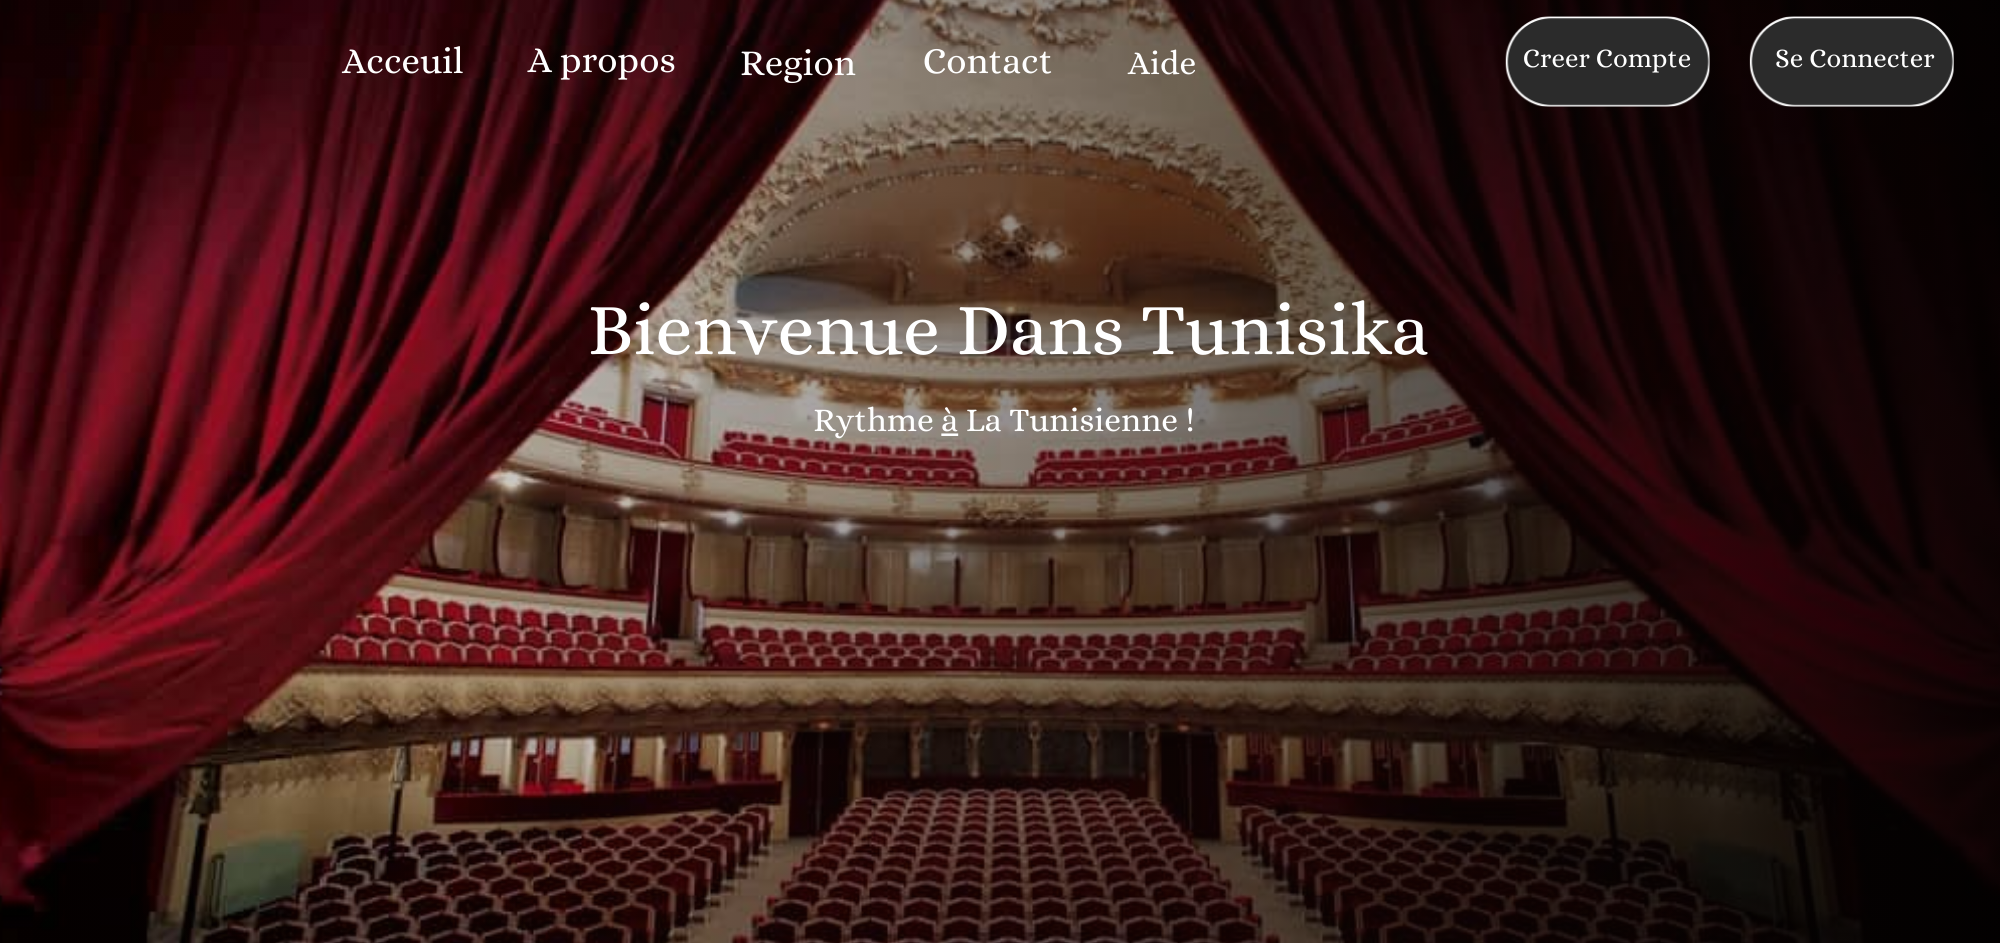 Acceuil A propos Region Contact Aide Creer Compte Se Connecter
Bienvenue Dans Tunisika
Rythme à La Tunisienne !